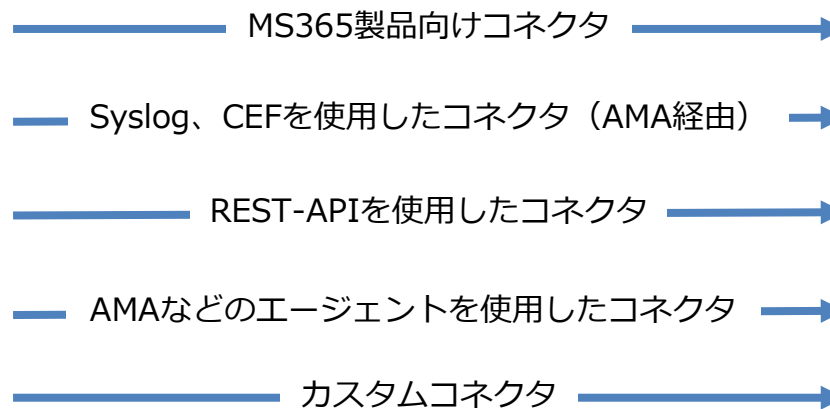 MS365製品向けコネクタ
Syslog、CEFを使用したコネクタ（AMA経由）
REST-APIを使用したコネクタ
AMAなどのエージェントを使用したコネクタ
カスタムコネクタ